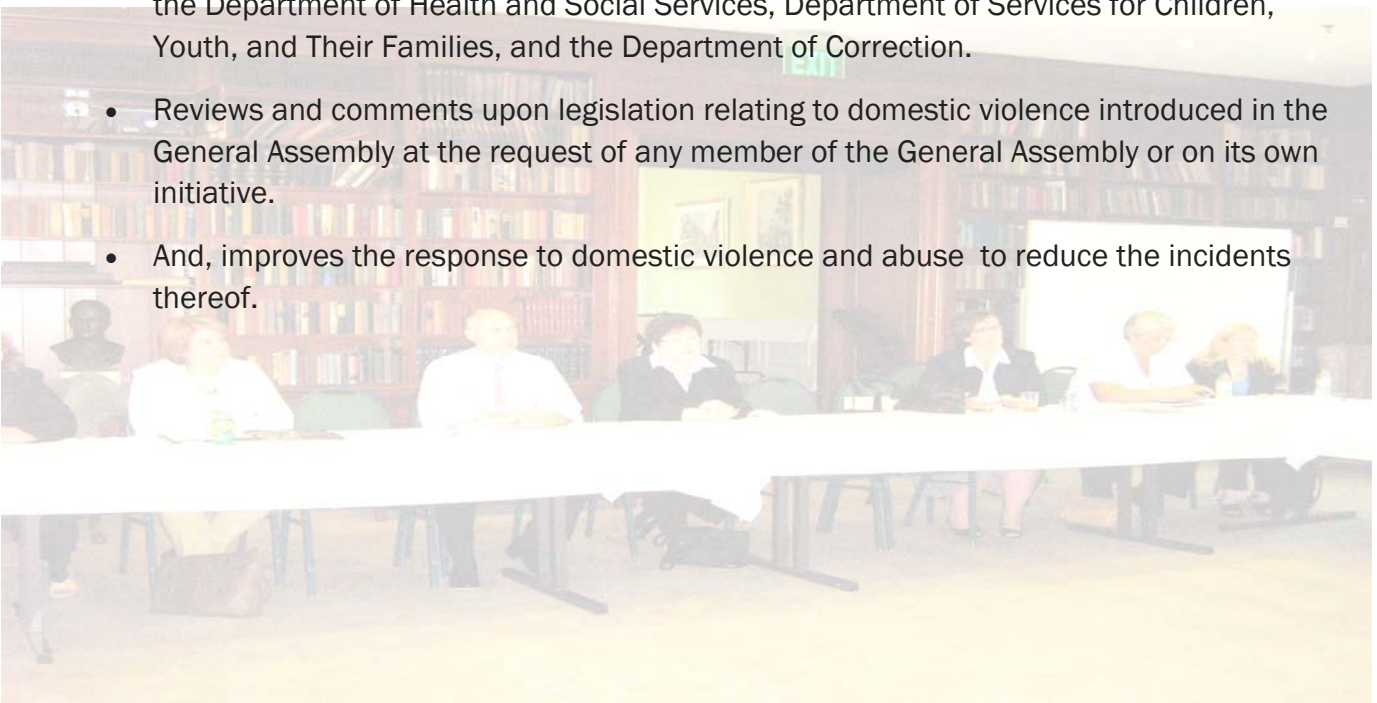 the Department of Health and Social Services, Department of Services for Children,
Youth, and Their Families, and the Department of Correction.
EXIT
• Reviews and comments upon legislation relating to domestic violence introduced in the
General Assembly at the request of any member of the General Assembly or on its own
initiative.
• And, improves the response to domestic violence and abuse  to reduce the incidents
thereof.